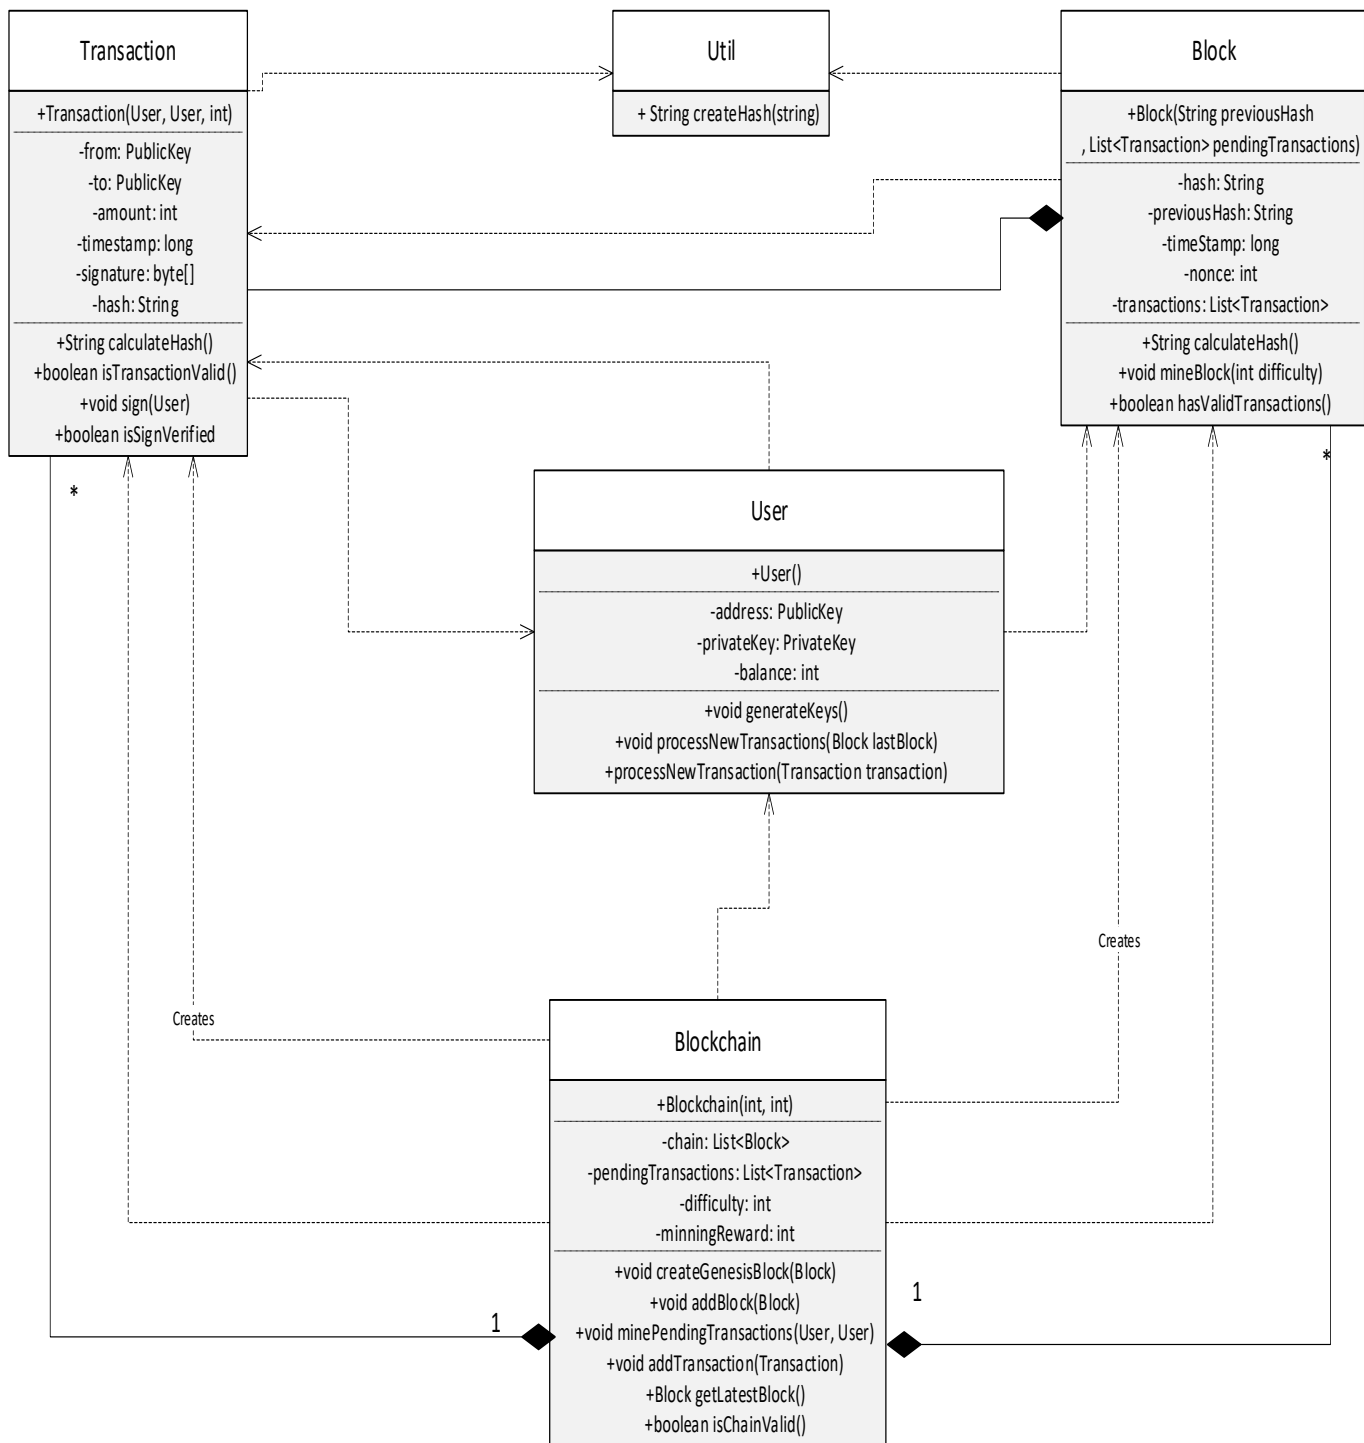 Transaction
+Transaction(User, User, int)
-from: PublicKey
-to: PublicKey
-amount: int
-timestamp: long
-signature: byte[]
-hash: String
+String calculateHash()
+boolean isTransactionValid()
+void sign(User)
+boolean isSignVerified
Util
+ String createHash(string)
Block
+Block(String previousHash
, List<Transaction> pendingTransactions)
-hash: String
-previousHash: String
-timeStamp: long
-nonce: int
-transactions: List<Transaction>
+String calculateHash()
+void mineBlock(int difficulty)
+boolean hasValidTransactions()
*
*
User
+User()
-address: PublicKey
-privateKey: PrivateKey
-balance: int
+void generateKeys()
+void processNewTransactions(Block lastBlock)
+processNewTransaction(Transaction transaction)
Creates
Creates
Blockchain
+Blockchain(int, int)
-chain: List<Block>
-pendingTransactions: List<Transaction>
-difficulty: int
-minningReward: int
+void createGenesisBlock(Block)
+void addBlock(Block)
+void minePendingTransactions(User, User)
+void addTransaction(Transaction)
+Block getLatestBlock()
+boolean isChainValid()
1
1